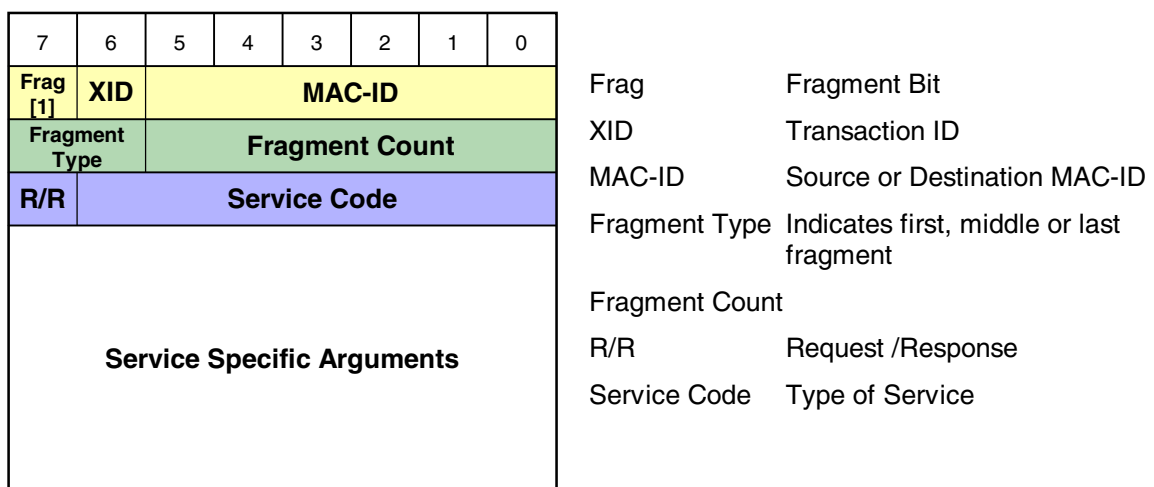 7 6 5 4 3 2 1 0
Frag
[1]
XID
MAC-ID
Fragment
Type
Fragment Count
R/R
Service Code
Service Specific Arguments
Frag Fragment Bit
XID Transaction ID
MAC-ID Source or Destination MAC-ID
Fragment Type Indicates first, middle or last
fragment
Fragment Count
R/R Request /Response
Service Code Type of Service